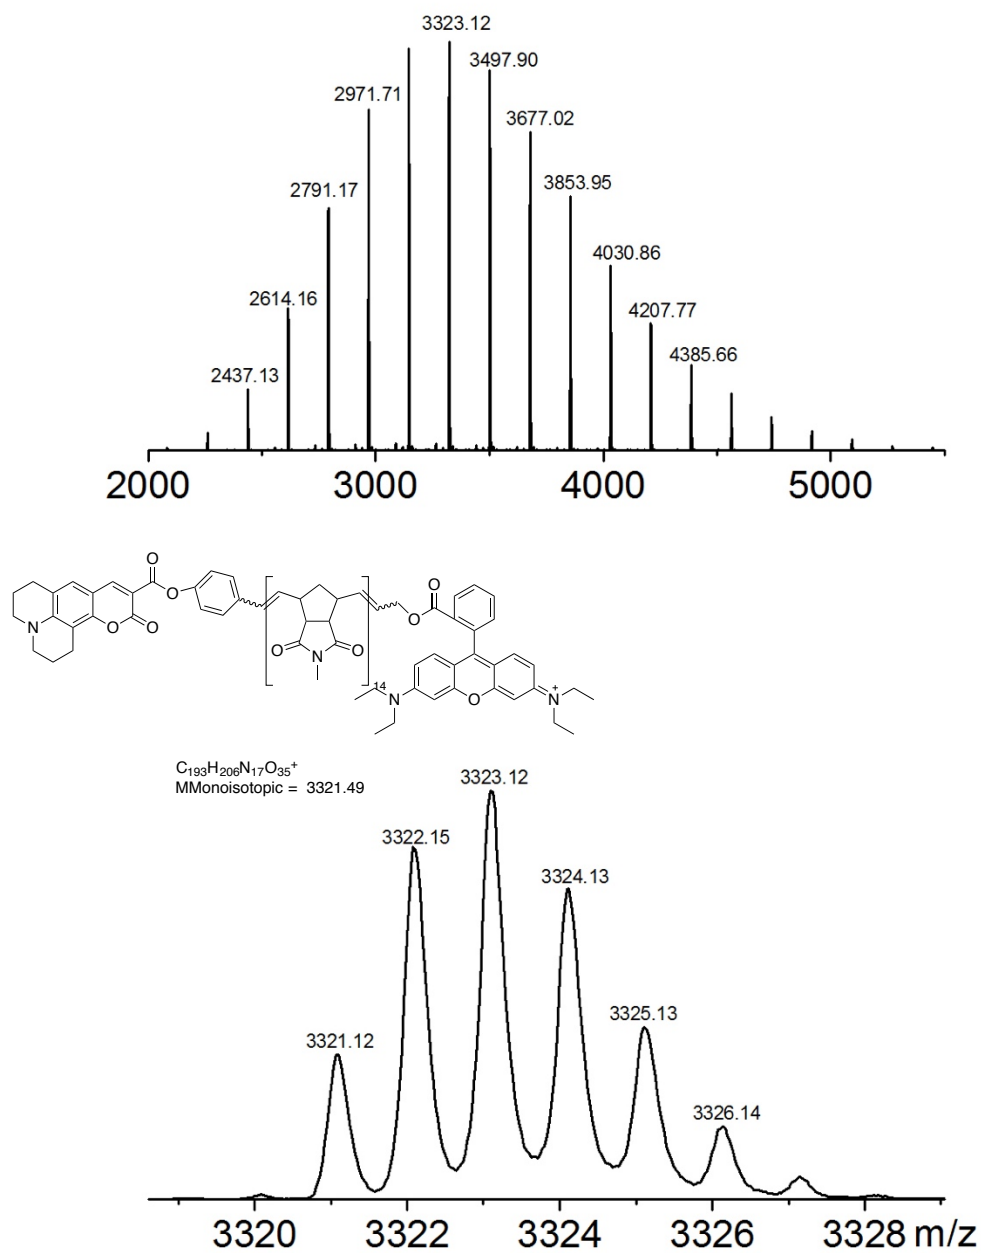 3323.12
3497.90
2971.71
3677.02
3853.95
2791.17
4030.86
2614.16
4207.77
4385.66
2437.13
2000 3000 4000 5000
O
O
O
O
O
O
O
O
N
O
N
O
14
N
O
N+
C193H206N17O35+
MMonoisotopic = 3321.49
3323.12
3322.15
3324.13
3325.13
3321.12
3326.14
3320 3322 3324 3326 3328 m/z